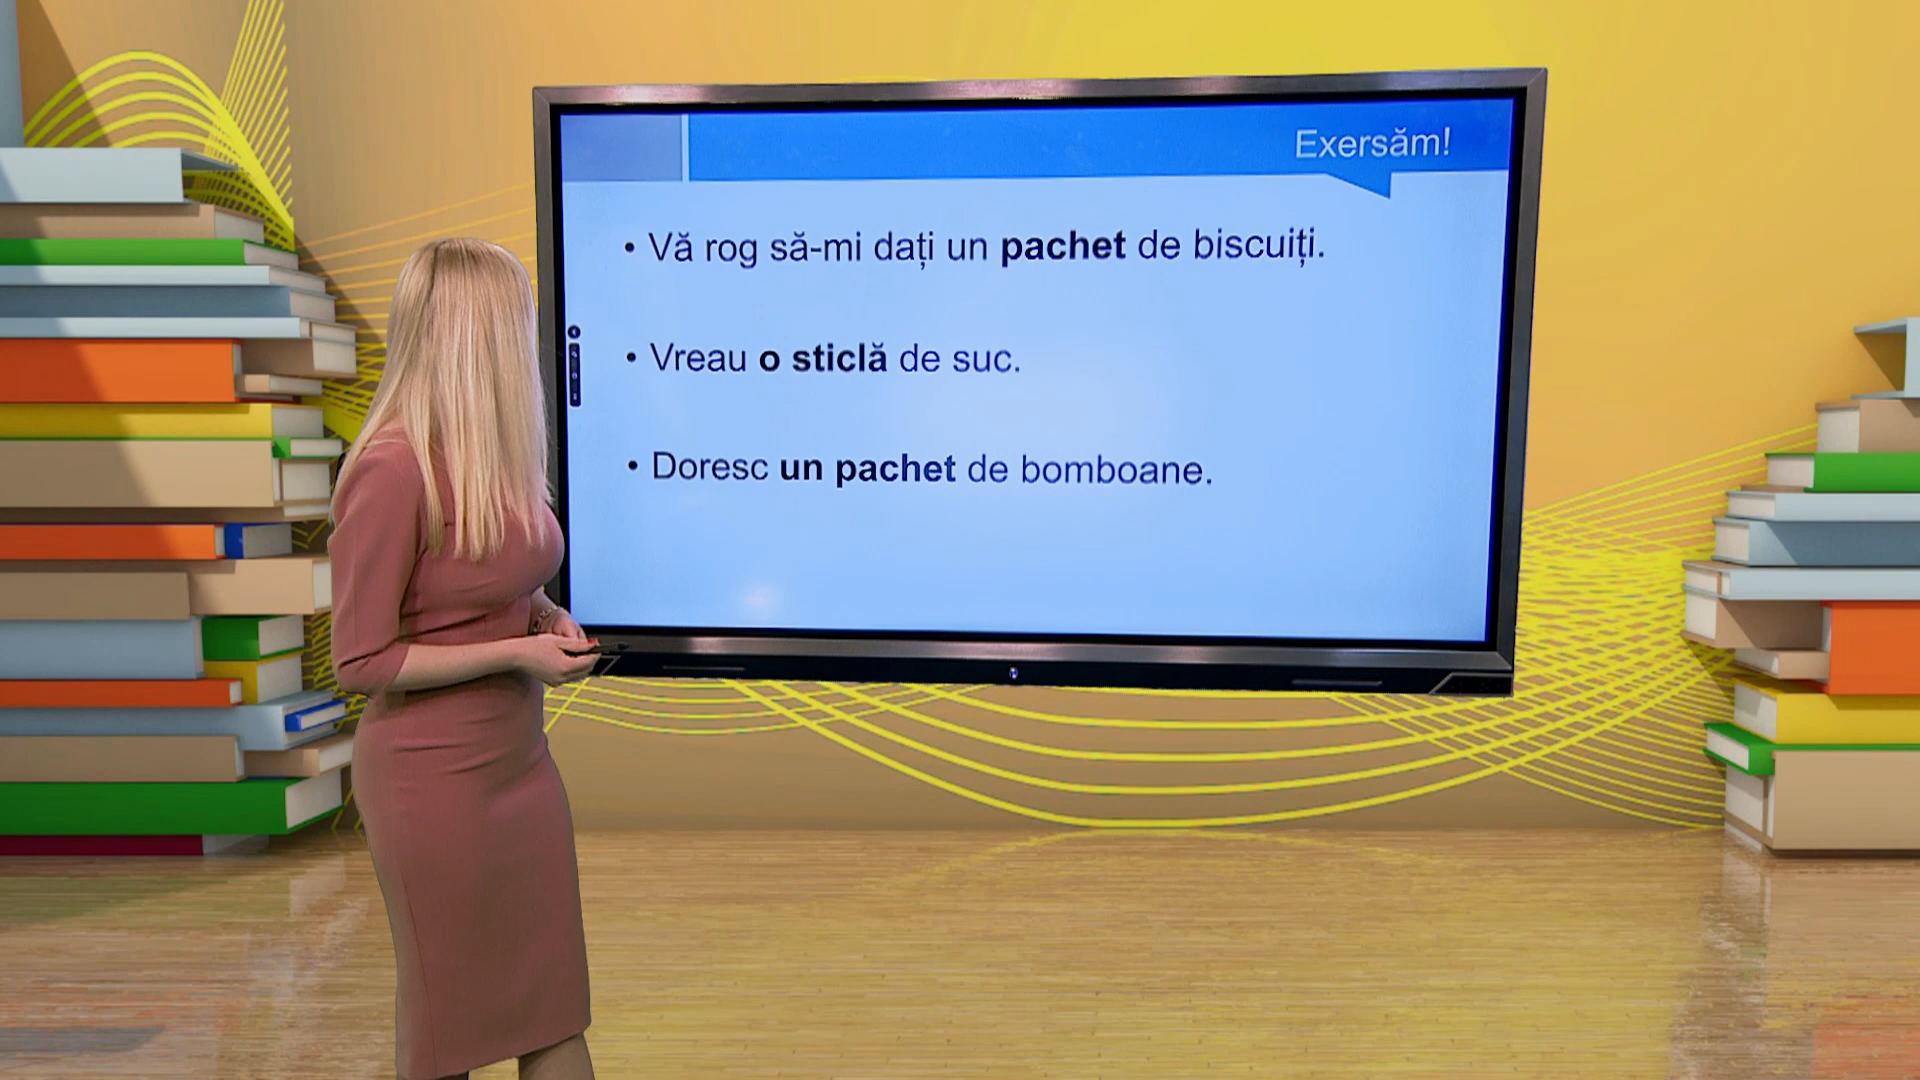 Exersăm!
• Vă rog să-mi dați un pachet de biscuiți.
• Vreau o sticlă de suc.
• Doresc un pachet de bomboane.